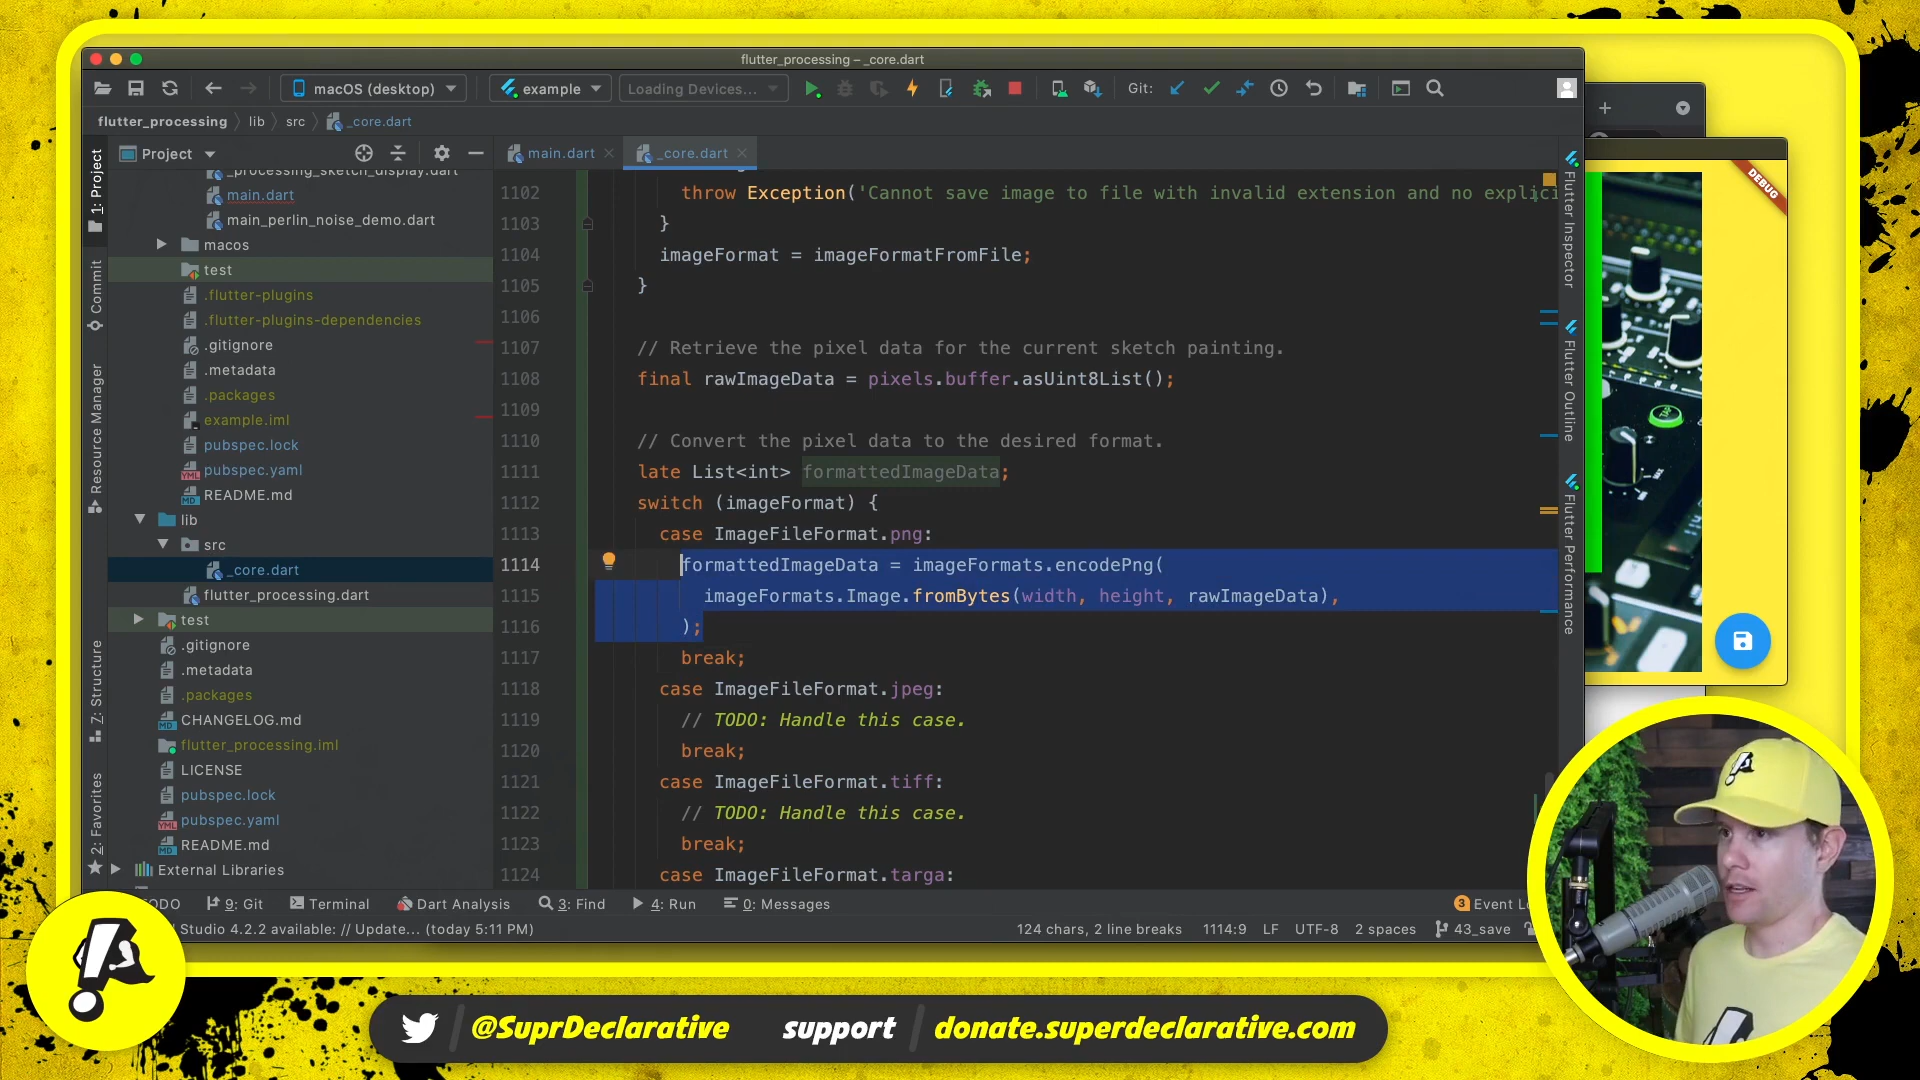 flutter_processing – _core.dart
macOS (desktop)
example
Loading Devices...
Git:
flutter_processing
lib
src
_core.dart
Project
main.dart
_core.dart
1: Project
Commit
Resource Manager
7: Structure
2: Favorites
_processing_sketch_display.dart
main.dart
main_perlin_noise_demo.dart
macos
test
.flutter-plugins
.flutter-plugins-dependencies
.gitignore
.metadata
.packages
example.iml
pubspec.lock
pubspec.yaml
README.md
lib
src
_core.dart
flutter_processing.dart
test
.gitignore
.metadata
.packages
CHANGELOG.md
flutter_processing.iml
LICENSE
pubspec.lock
pubspec.yaml
README.md
External Libraries
1102 throw Exception('Cannot save image to file with invalid extension and no explici
1103 }
1104 imageFormat = imageFormatFromFile;
1105 }
1106
1107 // Retrieve the pixel data for the current sketch painting.
1108 final rawImageData = pixels.buffer.asUint8List();
1109
1110 // Convert the pixel data to the desired format.
1111 late List<int> formattedImageData;
1112 switch (imageFormat) {
1113 case ImageFileFormat.png:
1114 formattedImageData = imageFormats.encodePng(
1115 imageFormats.Image.fromBytes(width, height, rawImageData),
1116 );
1117 break;
1118 case ImageFileFormat.jpeg:
1119 // TODO: Handle this case.
1120 break;
1121 case ImageFileFormat.tiff:
1122 // TODO: Handle this case.
1123 break;
1124 case ImageFileFormat.targa:
Flutter Inspector
Flutter Outline
Flutter Performance
DEBUG
TODO
9: Git
Terminal
Dart Analysis
3: Find
4: Run
0: Messages
3 Event Lo
Studio 4.2.2 available: // Update... (today 5:11 PM)
124 chars, 2 line breaks
1114:9
LF
UTF-8
2 spaces
43_save
@SuprDeclarative
support
donate.superdeclarative.com